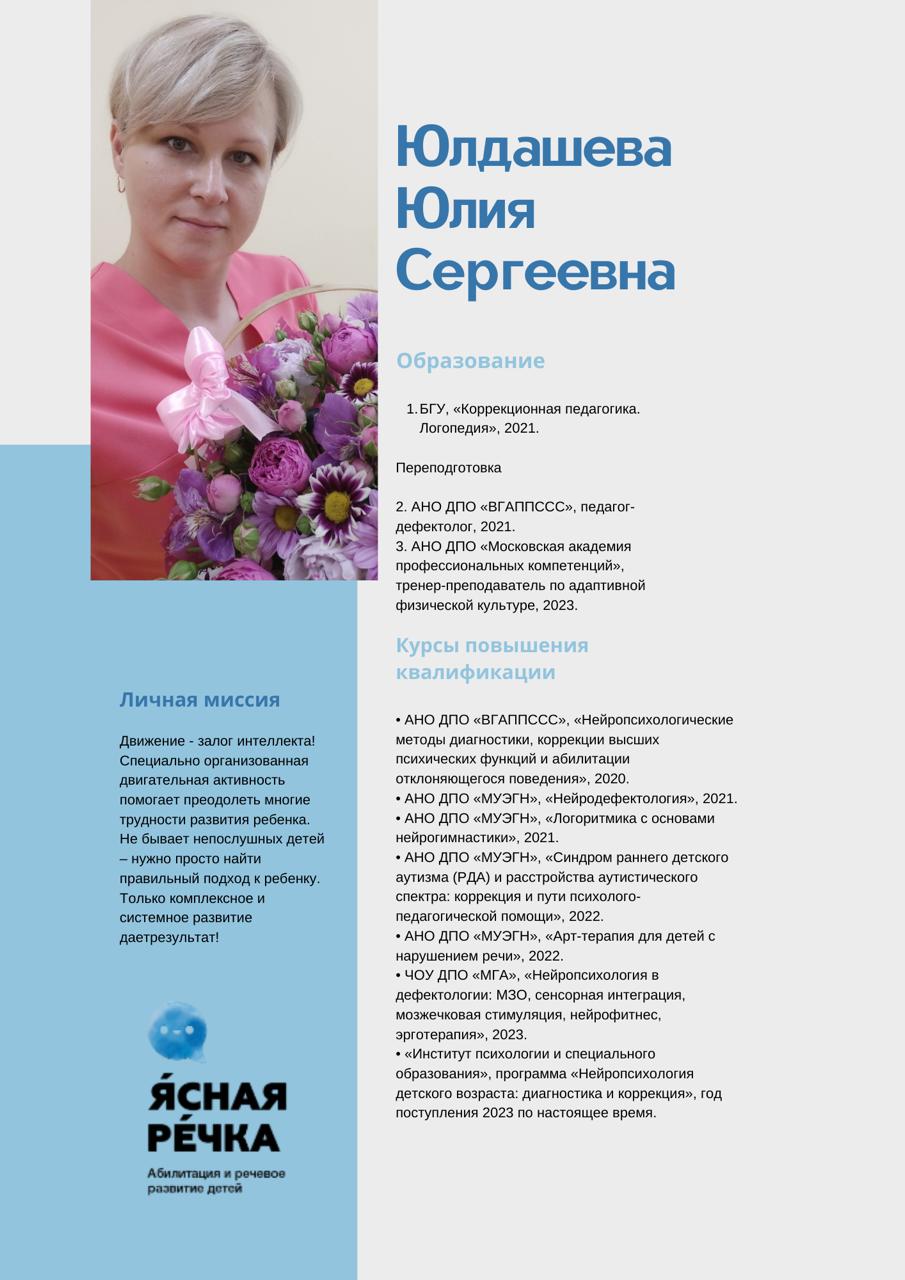 Юлдашева
Юлия
Сергеевна
Образование
1. БГУ, «Коррекционная педагогика.
Логопедия», 2021.
Переподготовка
2. АНО ДПО «ВГАППССС», педагог-
дефектолог, 2021.
3. АНО ДПО «Московская академия
профессиональных компетенций»,
тренер-преподаватель по адаптивной
физической культуре, 2023.
Курсы повышения
квалификации
• АНО ДПО «ВГАППССС», «Нейропсихологические
методы диагностики, коррекции высших
психических функций и абилитации
отклоняющегося поведения», 2020.
• АНО ДПО «МУЭГН», «Нейродефектология», 2021.
• АНО ДПО «МУЭГН», «Логоритмика с основами
нейрогимнастики», 2021.
• АНО ДПО «МУЭГН», «Синдром раннего детского
аутизма (РДА) и расстройства аутистического
спектра: коррекция и пути психолого-
педагогической помощи», 2022.
• АНО ДПО «МУЭГН», «Арт-терапия для детей с
нарушением речи», 2022.
• ЧОУ ДПО «МГА», «Нейропсихология в
дефектологии: МЗО, сенсорная интеграция,
мозжечковая стимуляция, нейрофитнес,
эрготерапия», 2023.
• «Институт психологии и специального
образования», программа «Нейропсихология
детского возраста: диагностика и коррекция», год
поступления 2023 по настоящее время.
Личная миссия
Движение - залог интеллекта!
Специально организованная
двигательная активность
помогает преодолеть многие
трудности развития ребенка.
Не бывает непослушных детей
– нужно просто найти
правильный подход к ребенку.
Только комплексное и
системное развитие
даетрезультат!
Я́СНАЯ
РЕ́ЧКА
Абилитация и речевое
развитие детей